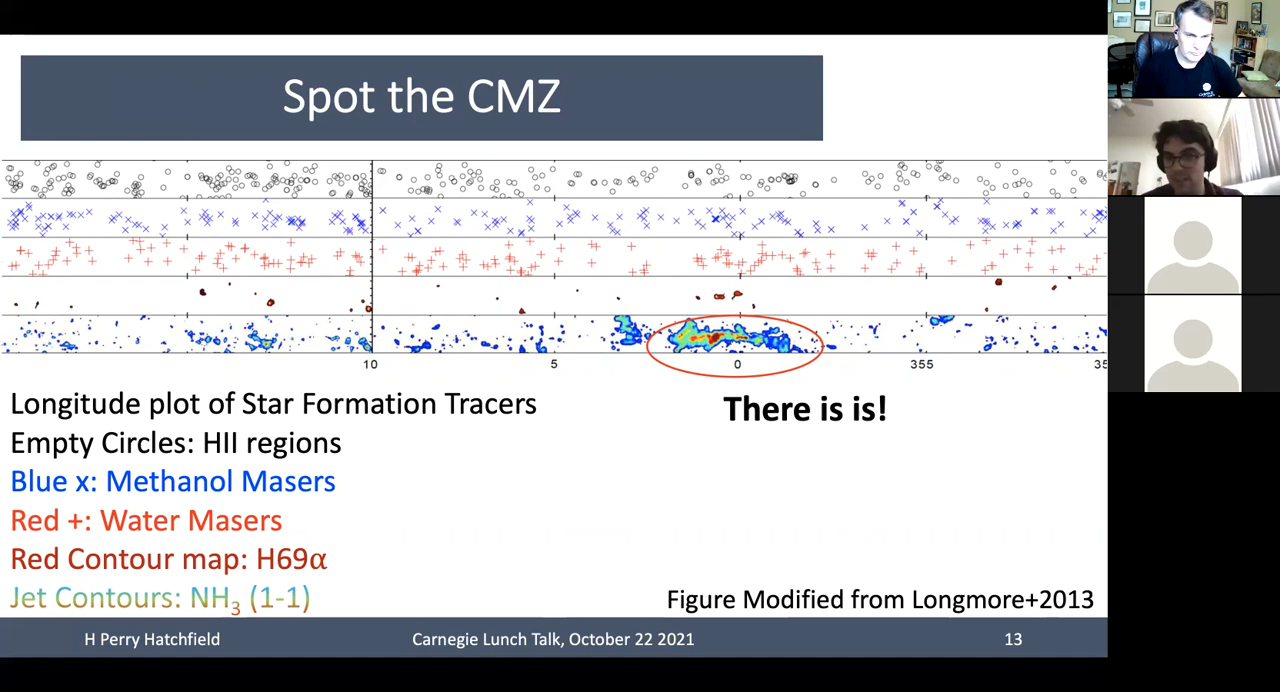 Spot the CMZ
10 5 0 355 35
Longitude plot of Star Formation Tracers
There is is!
Empty Circles: HII regions
Blue x: Methanol Masers
Red +: Water Masers
Red Contour map: H69α
Jet Contours: NH₃ (1-1)
Figure Modified from Longmore+2013
H Perry Hatchfield
Carnegie Lunch Talk, October 22 2021
13